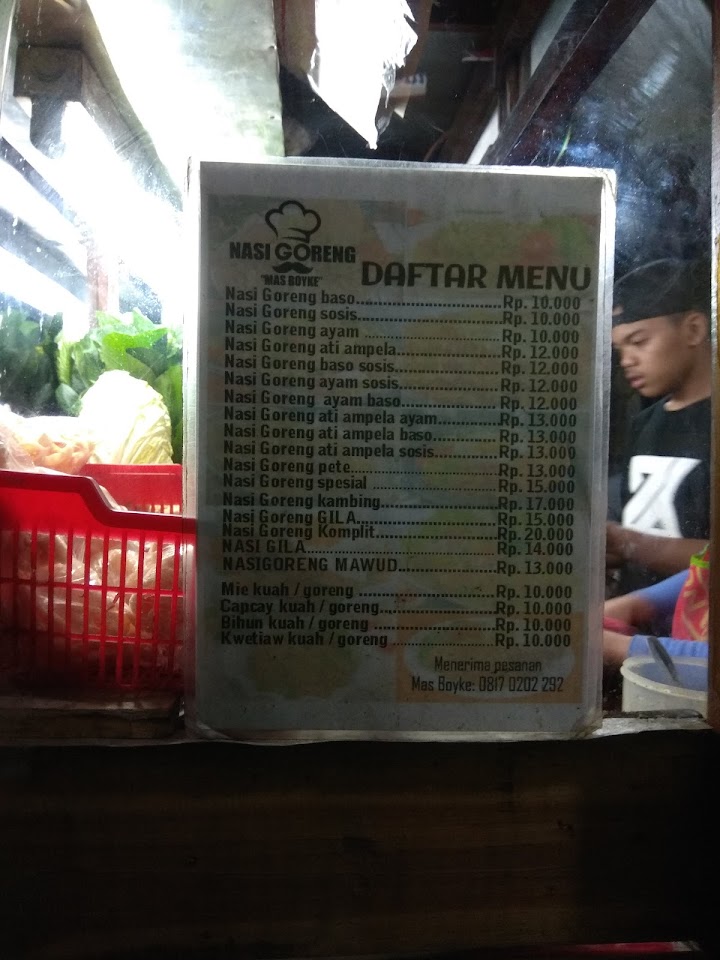 NASI GORENG
"MAS BOYKE"
DAFTAR MENU
Nasi Goreng baso......................................Rp. 10.000
Nasi Goreng sosis......................................Rp. 10.000
Nasi Goreng ayam ......................................Rp. 10.000
Nasi Goreng ati ampela.............................Rp. 12.000
Nasi Goreng baso sosis.............................Rp. 12.000
Nasi Goreng ayam sosis............................Rp. 12.000
Nasi Goreng  ayam baso............................Rp. 12.000
Nasi Goreng ati ampela ayam...................Rp. 13.000
Nasi Goreng ati ampela baso....................Rp. 13.000
Nasi Goreng ati ampela sosis....................Rp. 13.000
Nasi Goreng pete......................................Rp. 13.000
Nasi Goreng spesial ..................................Rp. 15.000
Nasi Goreng kambing................................Rp. 17.000
Nasi Goreng GILA......................................Rp. 15.000
Nasi Goreng Komplit.................................Rp. 20.000
NASI GILA..................................................Rp. 14.000
NASIGORENG MAWUD.............................Rp. 13.000
Mie kuah / goreng ....................................Rp. 10.000
Capcay kuah / goreng...............................Rp. 10.000
Bihun kuah / goreng .................................Rp. 10.000
Kwetiaw kuah / goreng .............................Rp. 10.000
Menerima pesanan
Mas Boyke: 0817 0202 292